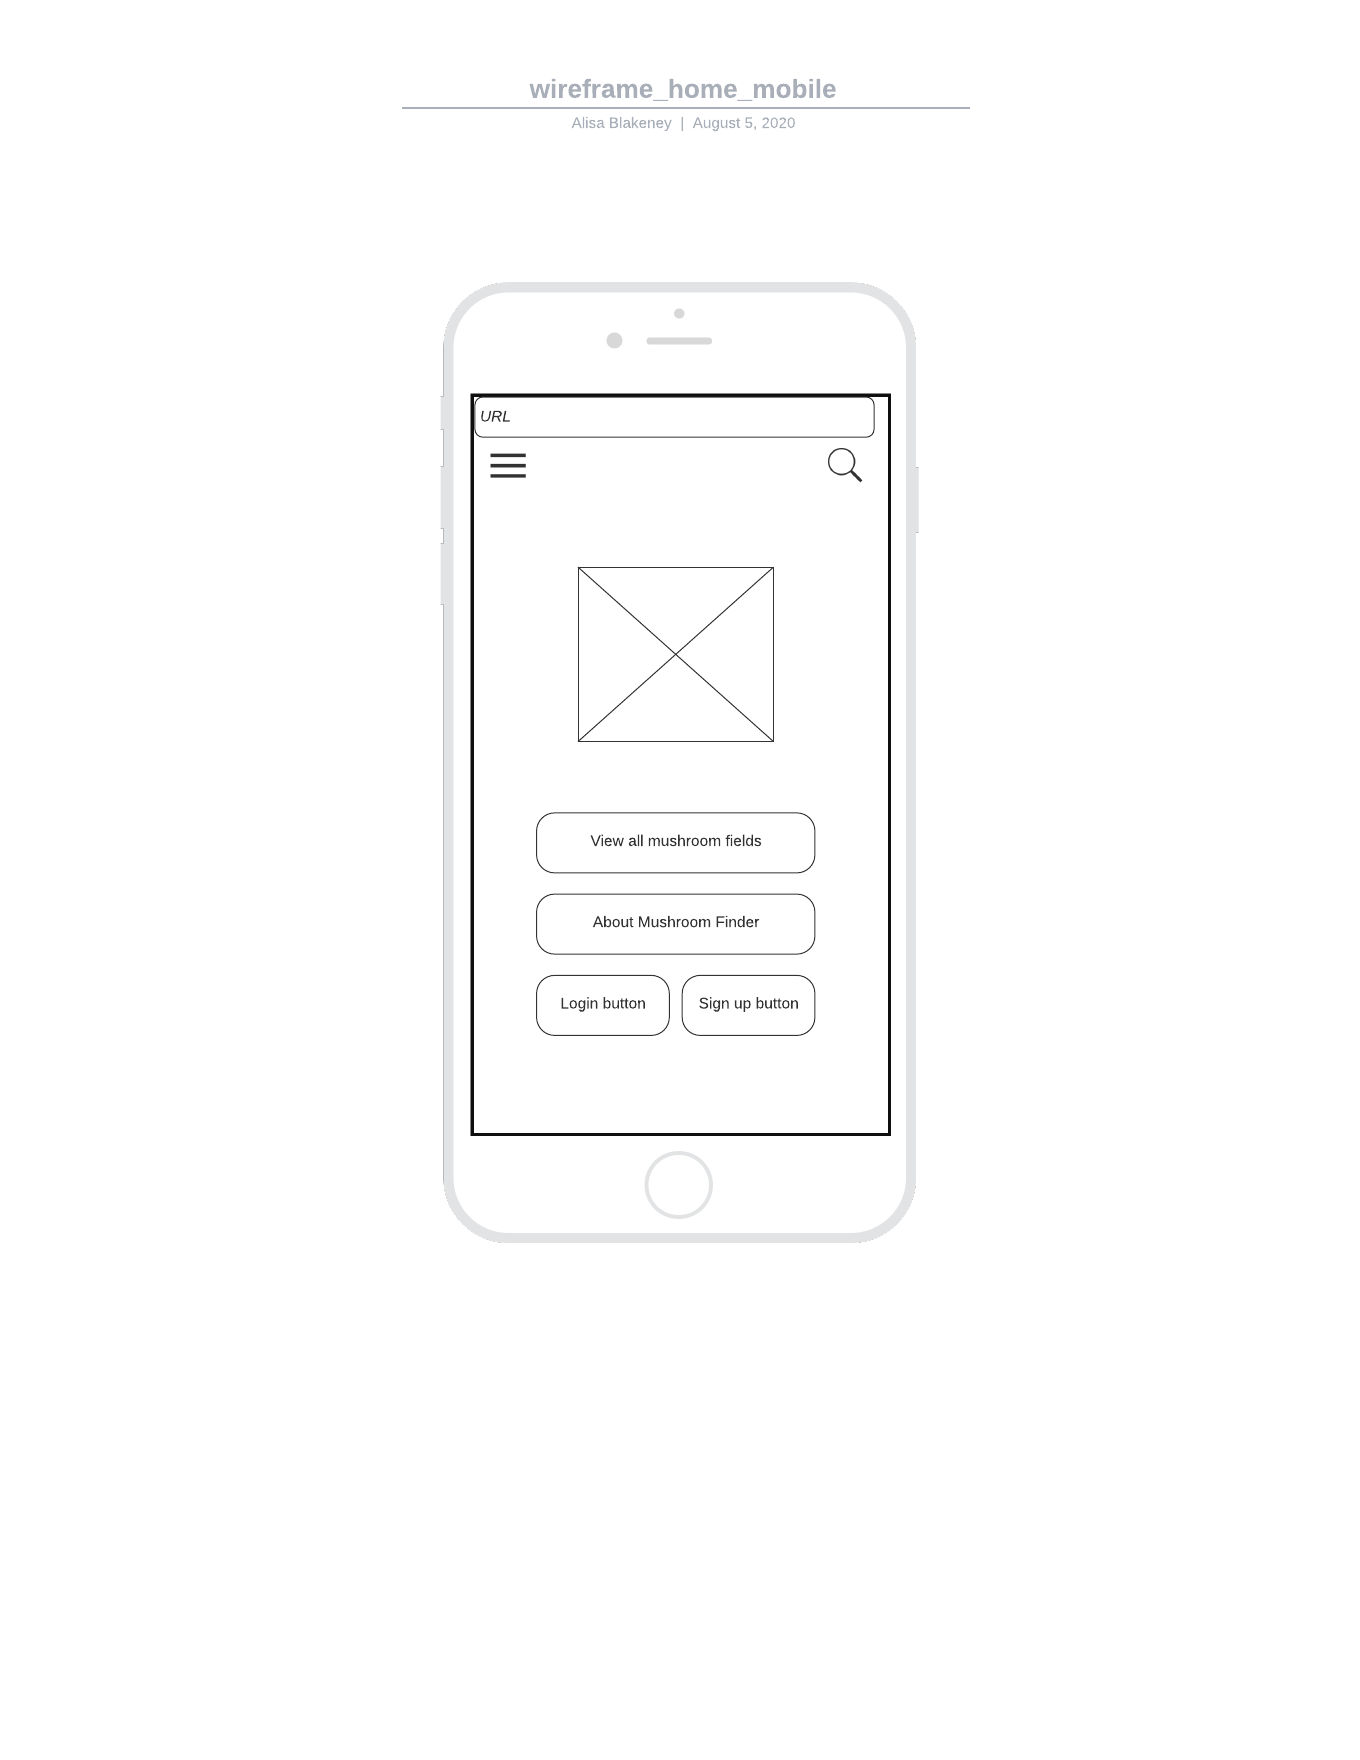 wireframe_home_mobile
Alisa Blakeney | August 5, 2020
URL
View all mushroom fields
About Mushroom Finder
Login button
Sign up button